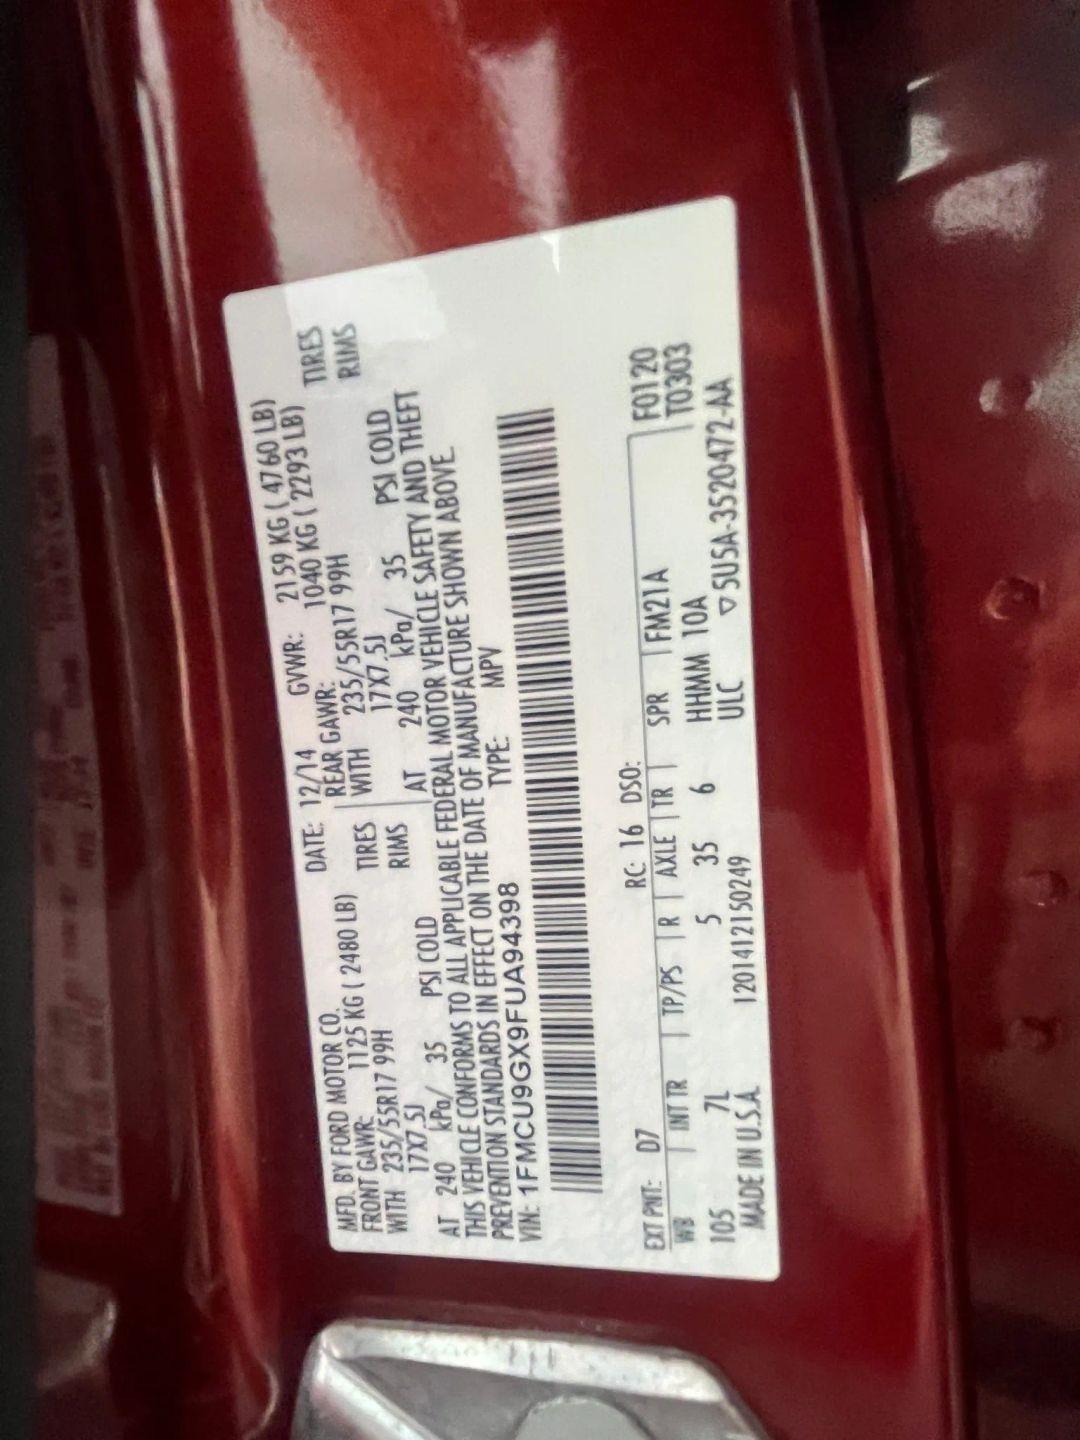 MFD. BY FORD MOTOR CO.
DATE: 12/14 GVWR: 2159 KG ( 4760 LB)
FRONT GAWR: 1125 KG ( 2480 LB) REAR GAWR: 1040 KG ( 2293 LB)
WITH 235/55R17 99H TIRES WITH 235/55R17 99H TIRES
17X7.5J RIMS 17X7.5J RIMS
AT 240 kPa/ 35 PSI COLD AT 240 kPa/ 35 PSI COLD
THIS VEHICLE CONFORMS TO ALL APPLICABLE FEDERAL MOTOR VEHICLE SAFETY AND THEFT
PREVENTION STANDARDS IN EFFECT ON THE DATE OF MANUFACTURE SHOWN ABOVE.
VIN: 1FMCU9GX9FUA94398 TYPE: MPV
EXT PNT: D7 RC: 16 DSO: F0120
WB INT TR TP/PS R AXLE TR SPR FM21A T0303
105 7L 5 35 6 HHMM 10A
MADE IN U.S.A. 1201412150249 ULC ▽5U5A-3520472-AA